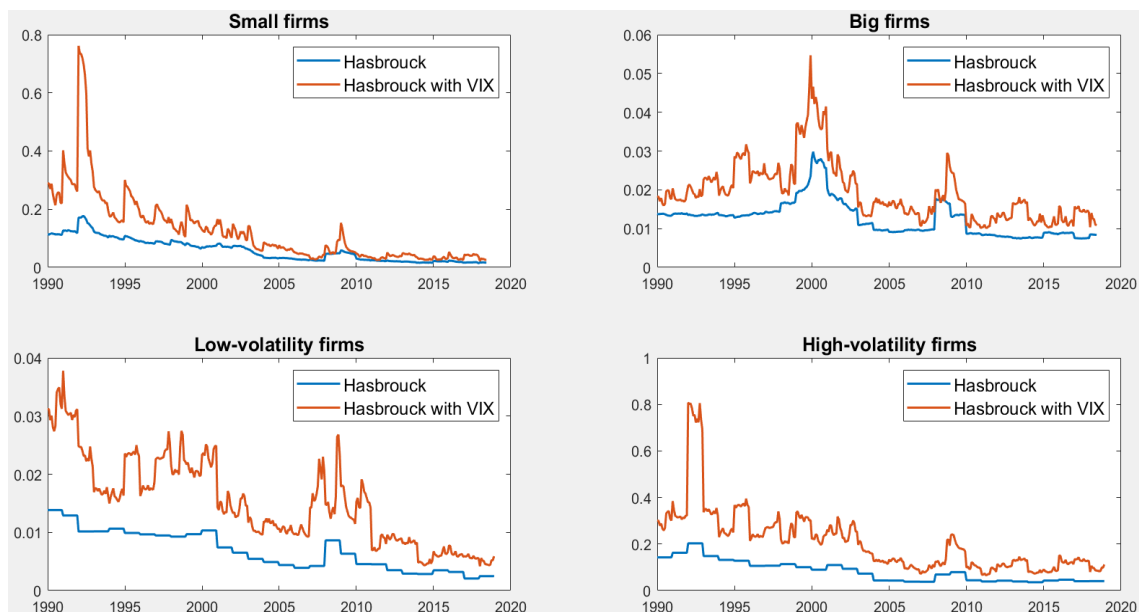 Small firms
0.8
0.6
0.4
0.2
0
1990 1995 2000 2005 2010 2015 2020
Hasbrouck
Hasbrouck with VIX
Big firms
0.06
0.05
0.04
0.03
0.02
0.01
0
1990 1995 2000 2005 2010 2015 2020
Hasbrouck
Hasbrouck with VIX
Low-volatility firms
0.04
0.03
0.02
0.01
0
1990 1995 2000 2005 2010 2015 2020
Hasbrouck
Hasbrouck with VIX
High-volatility firms
1
0.8
0.6
0.4
0.2
0
1990 1995 2000 2005 2010 2015 2020
Hasbrouck
Hasbrouck with VIX